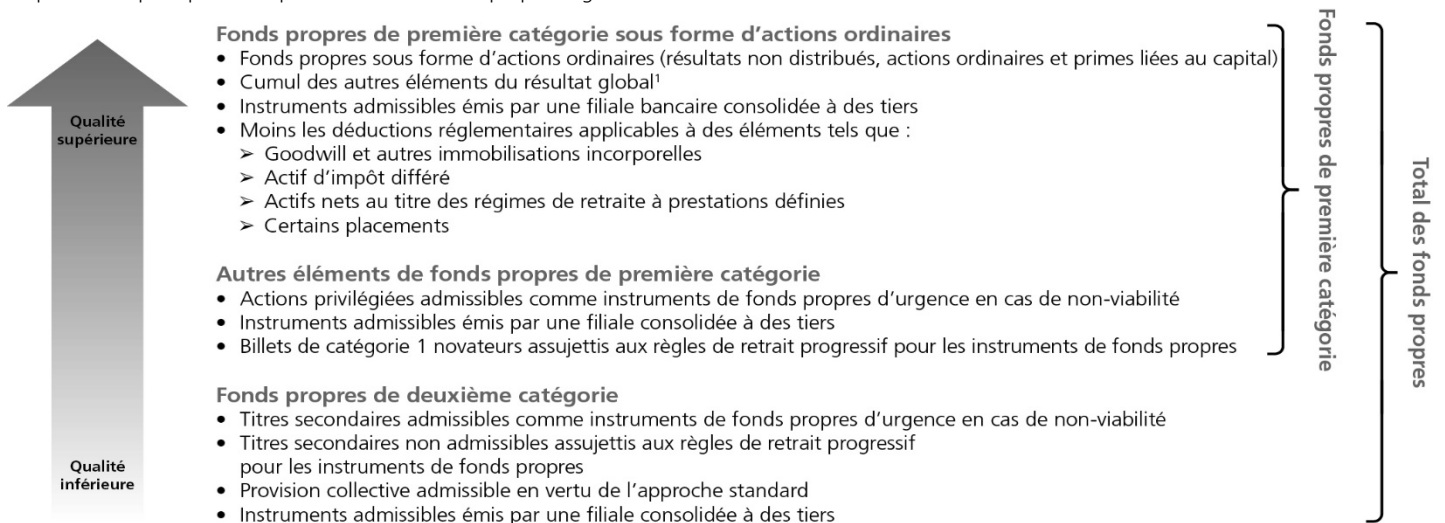 Fonds propres de première catégorie sous forme d'actions ordinaires
• Fonds propres sous forme d'actions ordinaires (résultats non distribués, actions ordinaires et primes liées au capital)
• Cumul des autres éléments du résultat global¹
• Instruments admissibles émis par une filiale bancaire consolidée à des tiers
• Moins les déductions réglementaires applicables à des éléments tels que :
➢ Goodwill et autres immobilisations incorporelles
➢ Actif d'impôt différé
➢ Actifs nets au titre des régimes de retraite à prestations définies
➢ Certains placements
Autres éléments de fonds propres de première catégorie
• Actions privilégiées admissibles comme instruments de fonds propres d'urgence en cas de non-viabilité
• Instruments admissibles émis par une filiale consolidée à des tiers
• Billets de catégorie 1 novateurs assujettis aux règles de retrait progressif pour les instruments de fonds propres
Fonds propres de deuxième catégorie
• Titres secondaires admissibles comme instruments de fonds propres d'urgence en cas de non-viabilité
• Titres secondaires non admissibles assujettis aux règles de retrait progressif
pour les instruments de fonds propres
• Provision collective admissible en vertu de l'approche standard
• Instruments admissibles émis par une filiale consolidée à des tiers
Qualité
supérieure
Qualité
inférieure
Fonds propres de première catégorie
Total des fonds propres